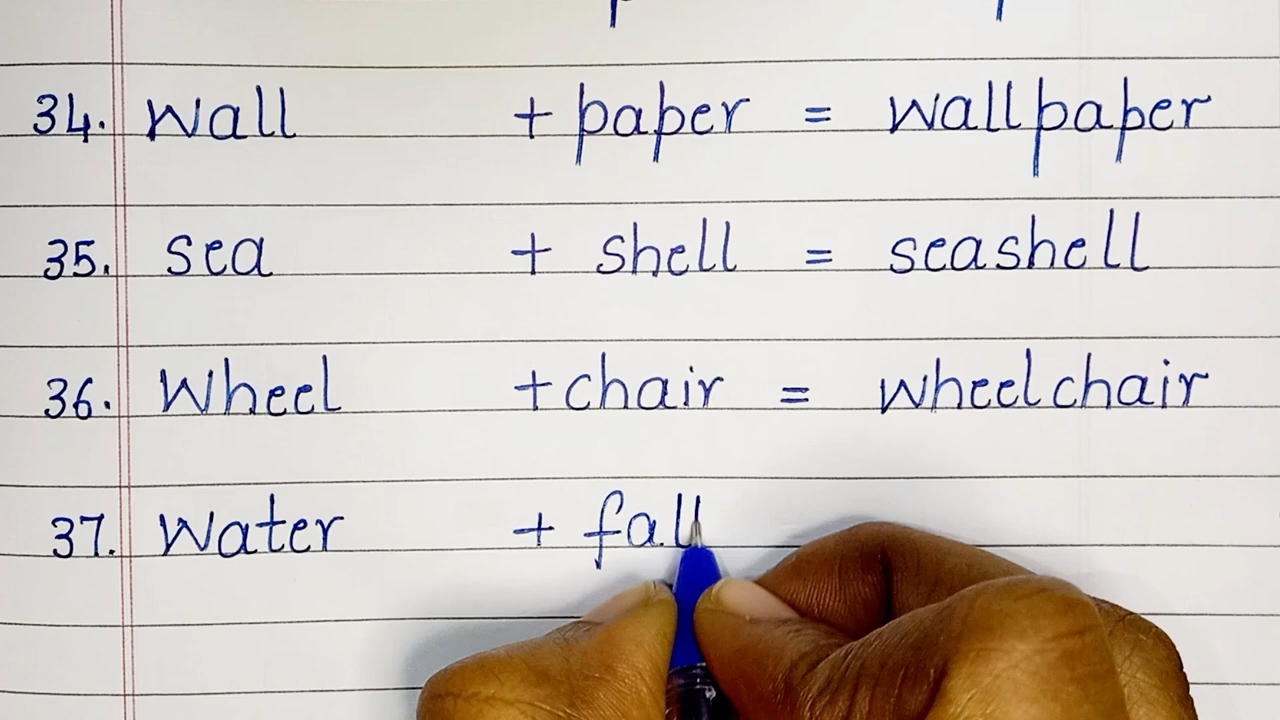 34. Wall + paper = wallpaper
35. sea + shell = seashell
36. Wheel + chair = wheelchair
37. Water + fall